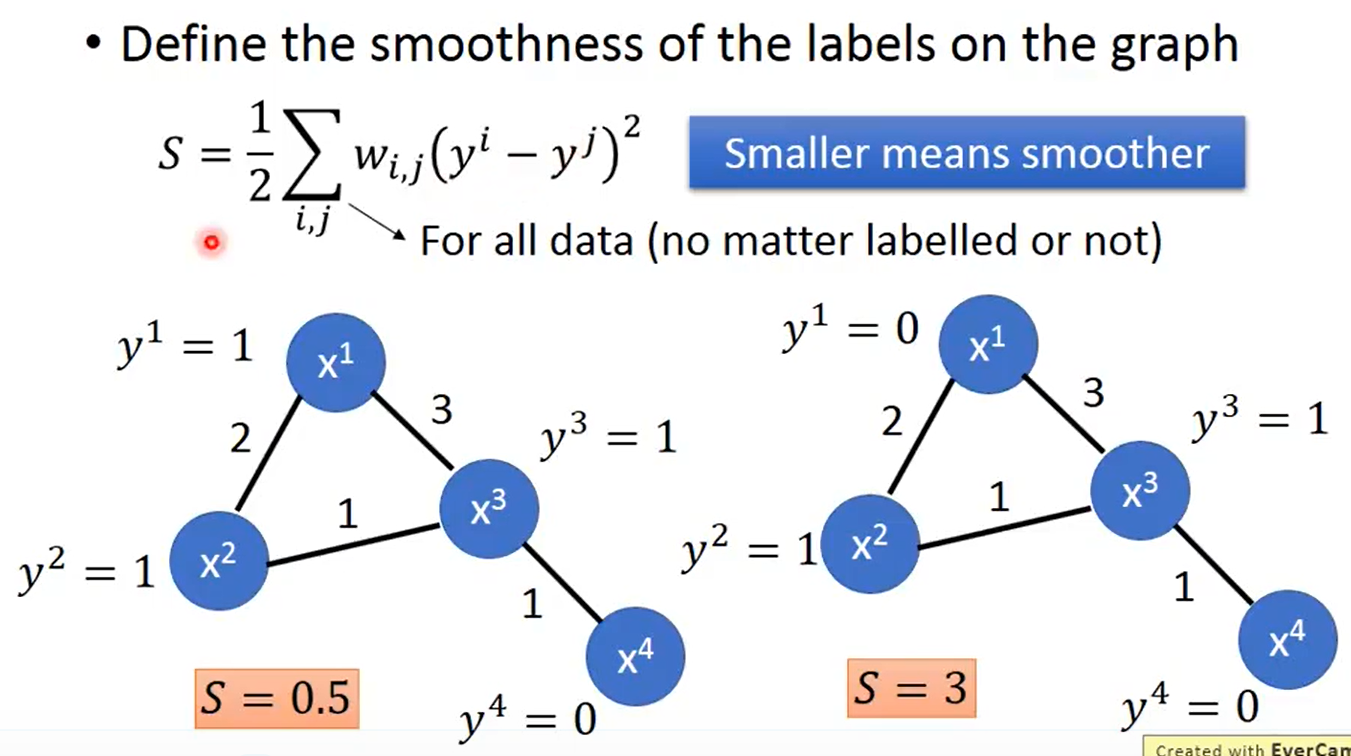 • Define the smoothness of the labels on the graph
S = 1/2 ∑ i,j w_{i,j}(y^i − y^j)^2
Smaller means smoother
For all data (no matter labelled or not)
y^1 = 1
x^1
2
3
y^3 = 1
x^3
1
y^2 = 1
x^2
1
x^4
S = 0.5
y^4 = 0
y^1 = 0
x^1
2
3
y^3 = 1
x^3
1
y^2 = 1
x^2
1
x^4
S = 3
y^4 = 0
Created with EverCam